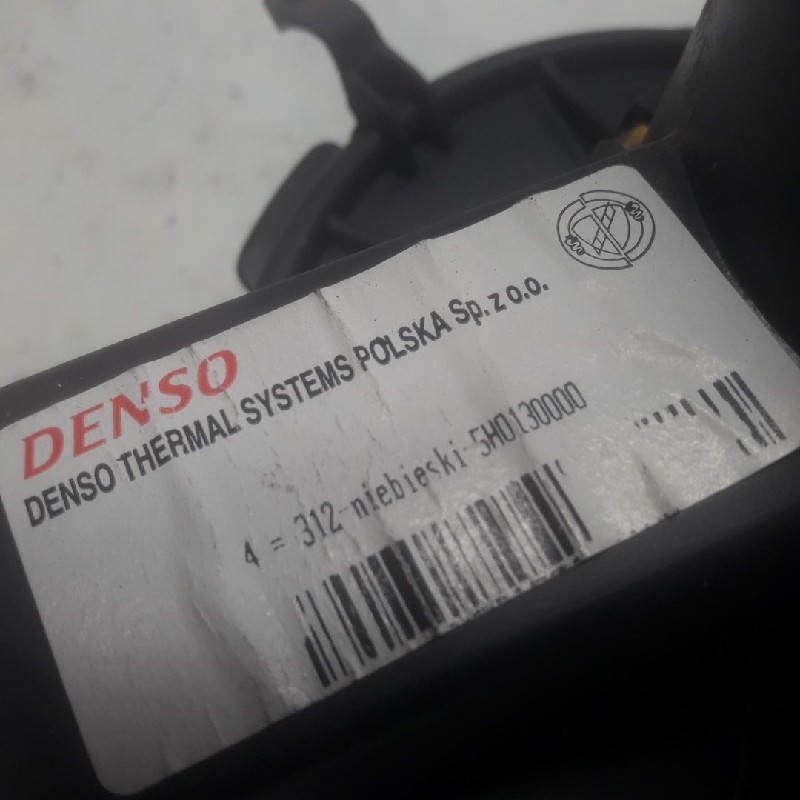 DENSO
DENSO THERMAL SYSTEMS POLSKA Sp. z o.o.
4 = 312-niebieski-5H0130000